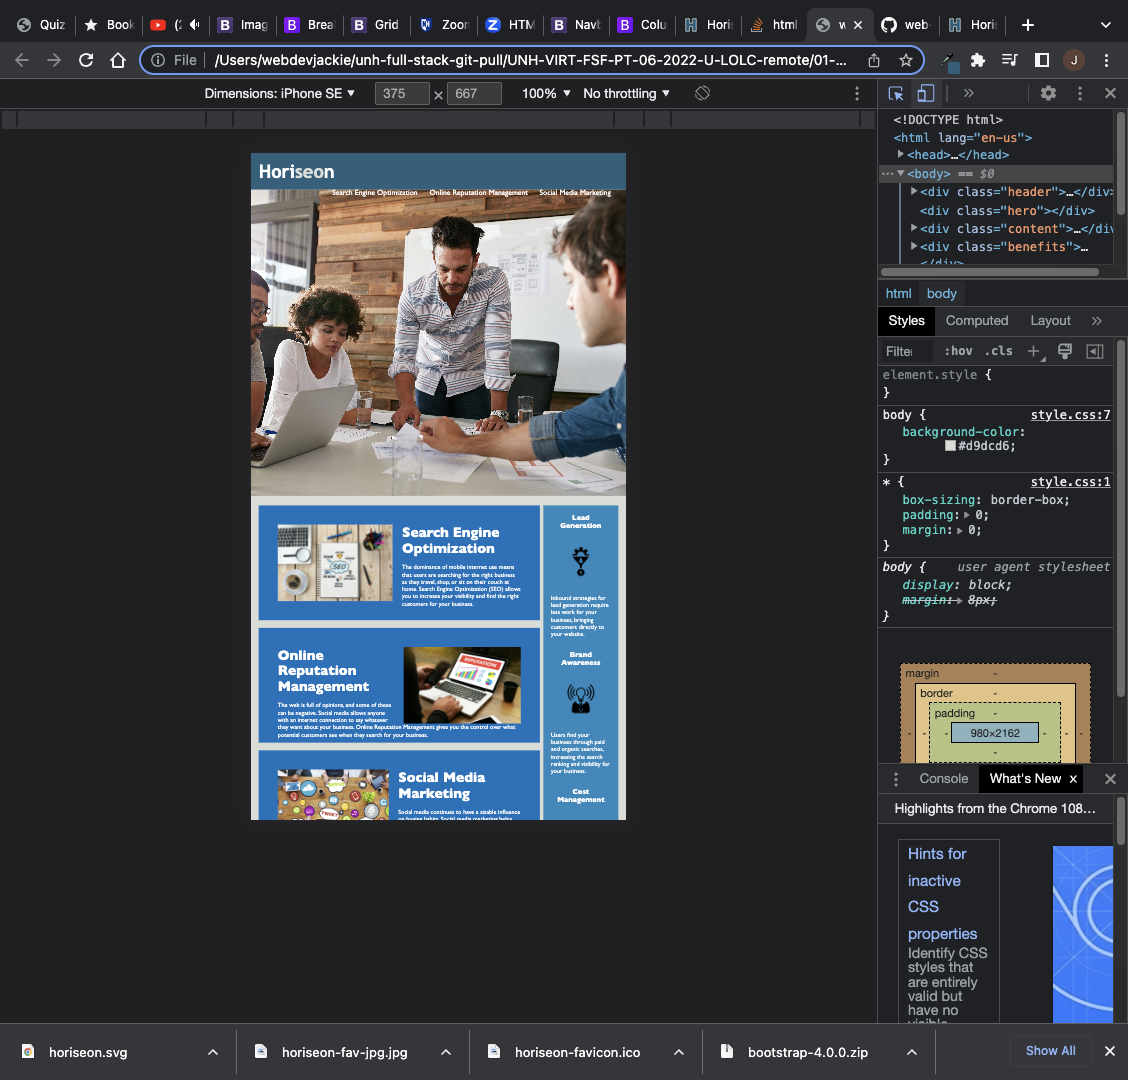 Quiz
Book
(2
Imag
Brea
Grid
Zoor
HTM
Navb
Colu
Hori
html
w
web-
Hori
File | /Users/webdevjackie/unh-full-stack-git-pull/UNH-VIRT-FSF-PT-06-2022-U-LOLC-remote/01-...
J
Dimensions: iPhone SE ▼ 375 × 667 100% ▼ No throttling ▼
Horiseon
Search Engine Optimization Online Reputation Management Social Media Marketing
Search Engine
Optimization
The dominance of mobile internet use means
that users are searching for the right business
as they travel, shop, or sit on their couch at
home. Search Engine Optimization (SEO) allows
you to increase your visibility and find the right
customers for your business.
SEO
Online
Reputation
Management
The web is full of opinions, and some of these
can be negative. Social media allows anyone
with an internet connection to say whatever
they want about your business. Online Reputation Management gives you the control over what
potential customers see when they search for your business.
REPUTATION
Social Media
Marketing
Social media continues to have a sizable influence
on buying habits. Social media marketing helps
Lead
Generation
Inbound strategies for
lead generation require
less work for your
business, bringing
customers directly to
your website.
Brand
Awareness
Users find your
business through paid
and organic searches,
increasing the search
ranking and visibility for
your business.
Cost
Management
<!DOCTYPE html>
<html lang="en-us">
<head>…</head>
<body> == $0
<div class="header">…</div>
<div class="hero"></div>
<div class="content">…</div>
<div class="benefits">…
</div>
html body
Styles Computed Layout
Filter :hov .cls
element.style {
}
body { style.css:7
background-color:
#d9dcd6;
}
* { style.css:1
box-sizing: border-box;
padding: 0;
margin: 0;
}
body { user agent stylesheet
display: block;
margin: 8px;
}
margin -
border -
padding -
- - - 980×2162 - - -
-
Console What's New
Highlights from the Chrome 108...
Hints for
inactive
CSS
properties
Identify CSS
styles that
are entirely
valid but
have no
visible
horiseon.svg
horiseon-fav-jpg.jpg
horiseon-favicon.ico
bootstrap-4.0.0.zip
Show All